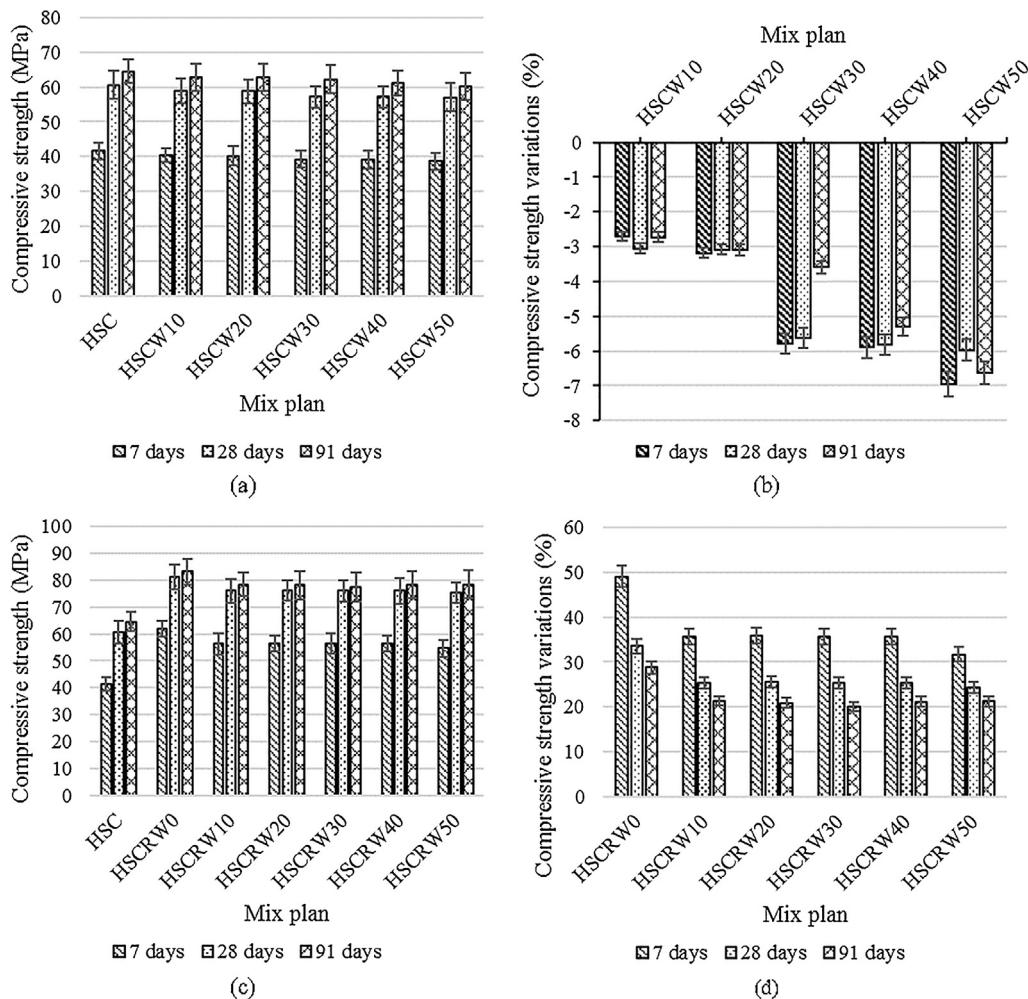 80
70
60
50
40
30
20
10
0
Compressive strength (MPa)
HSC
HSCW10
HSCW20
HSCW30
HSCW40
HSCW50
Mix plan
7 days 28 days 91 days
(a)
Mix plan
HSCW10
HSCW20
HSCW30
HSCW40
HSCW50
0
-1
-2
-3
-4
-5
-6
-7
-8
Compressive strength variations (%)
7 days 28 days 91 days
(b)
100
90
80
70
60
50
40
30
20
10
0
Compressive strength (MPa)
HSC
HSCRW0
HSCRW10
HSCRW20
HSCRW30
HSCRW40
HSCRW50
Mix plan
7 days 28 days 91 days
(c)
60
50
40
30
20
10
0
Compressive strength variations (%)
HSCRW0
HSCRW10
HSCRW20
HSCRW30
HSCRW40
HSCRW50
Mix plan
7 days 28 days 91 days
(d)